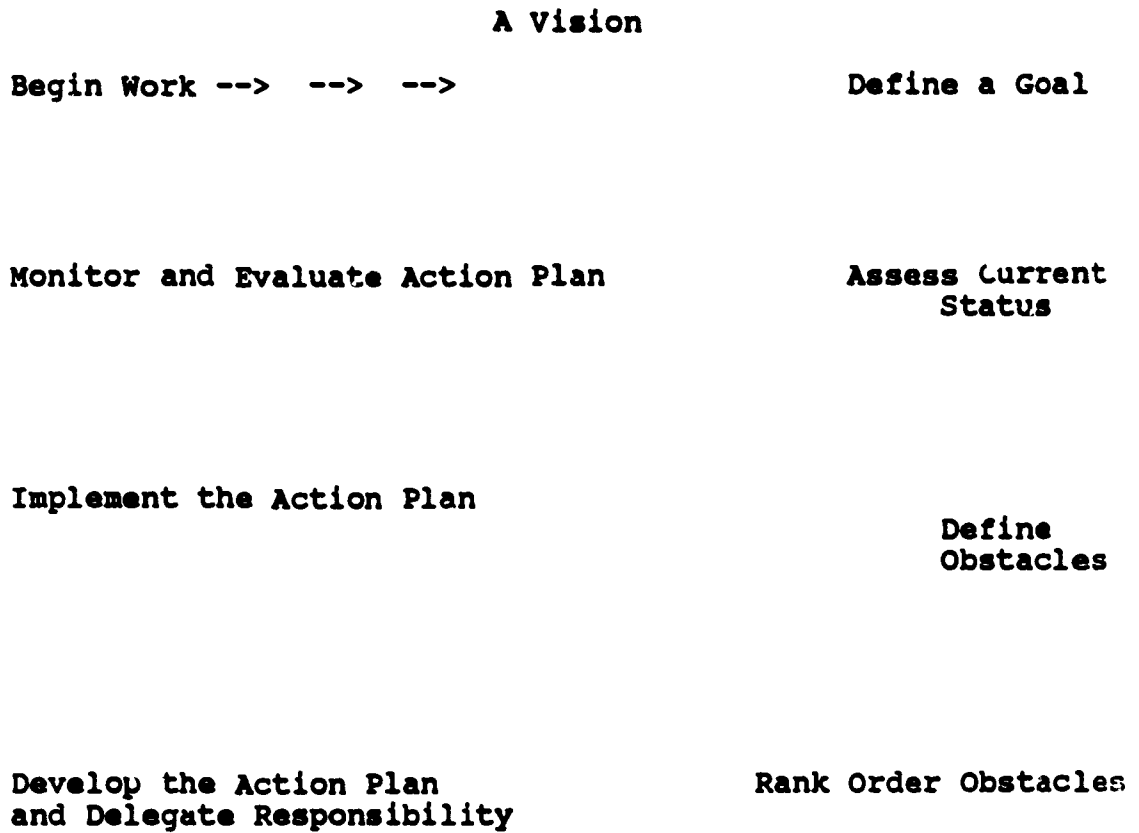 A Vision
Begin Work --> --> --> Define a Goal
Monitor and Evaluate Action Plan Assess Current
Status
Implement the Action Plan
Define
Obstacles
Develop the Action Plan Rank Order Obstacles
and Delegate Responsibility